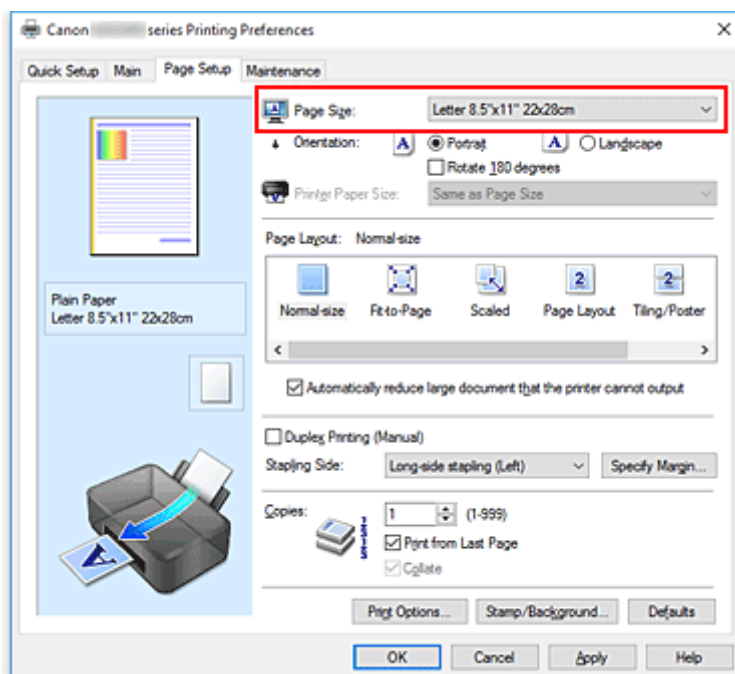 Canon series Printing Preferences
Quick Setup Main Page Setup Maintenance
Page Size: Letter 8.5"x11" 22x28cm
Orientation: A Portrait A Landscape
Rotate 180 degrees
Printer Paper Size: Same as Page Size
Page Layout: Normal-size
Normal-size Fit-to-Page Scaled Page Layout Tiling/Poster
Plain Paper
Letter 8.5"x11" 22x28cm
Automatically reduce large document that the printer cannot output
Duplex Printing (Manual)
Stapling Side: Long-side stapling (Left) Specify Margin...
Copies: 1 (1-999)
Print from Last Page
Collate
Print Options... Stamp/Background... Defaults
OK Cancel Apply Help